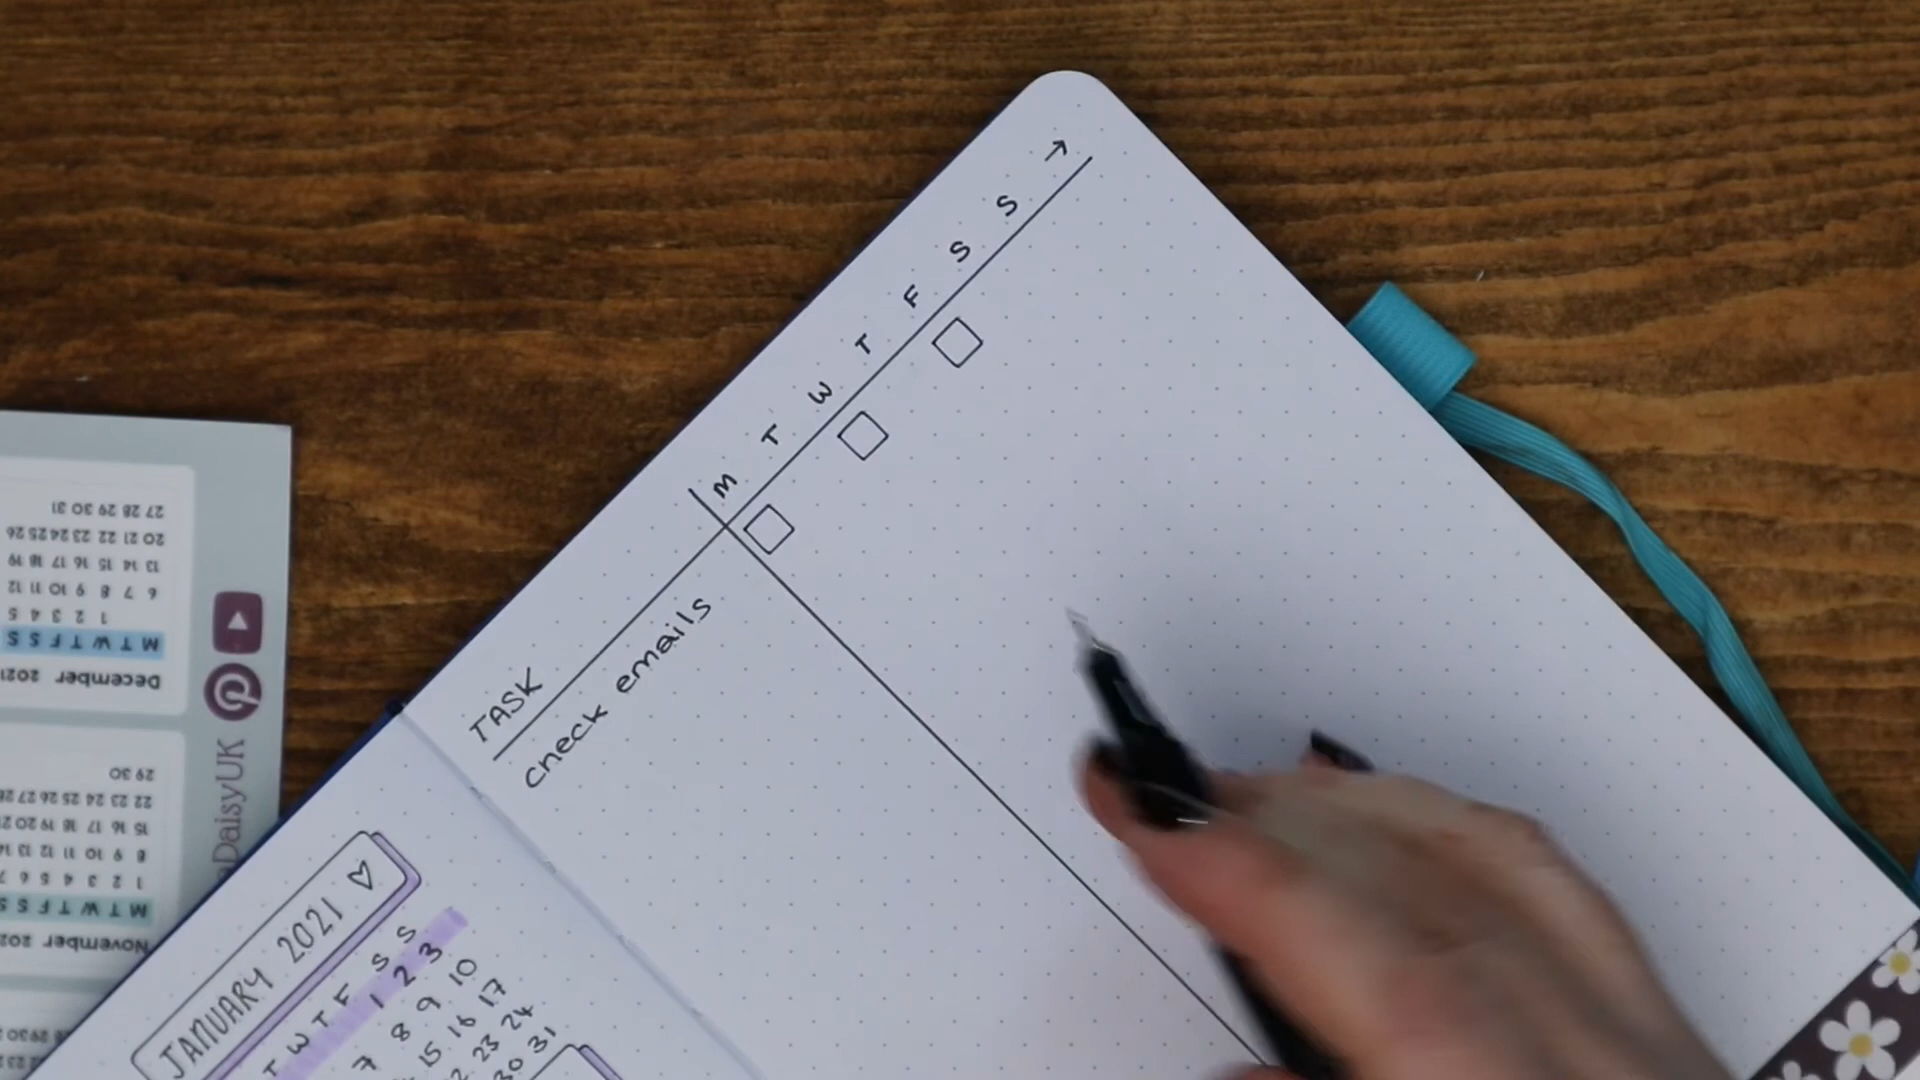 TASK M T W T F S S →
check emails
JANUARY 2021 ♡
T W T F S S
1 2 3
7 8 9 10
15 16 17
23 24
30 31
DaisyUK
December 2021
M T W T F S S
1 2 3 4 5
6 7 8 9 10 11 12
13 14 15 16 17 18 19
20 21 22 23 24 25 26
27 28 29 30 31
November 202
M T W T F S S
1 2 3 4 5 6 7
8 9 10 11 12 13 14
15 16 17 18 19 20
22 23 24 25 26 27 28
29 30